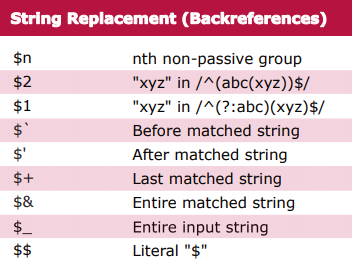 String Replacement (Backreferences)
$n nth non-passive group
$2 "xyz" in /^(abc(xyz))$/
$1 "xyz" in /^(?:abc)(xyz)$/
$` Before matched string
$' After matched string
$+ Last matched string
$& Entire matched string
$_ Entire input string
$$ Literal "$"